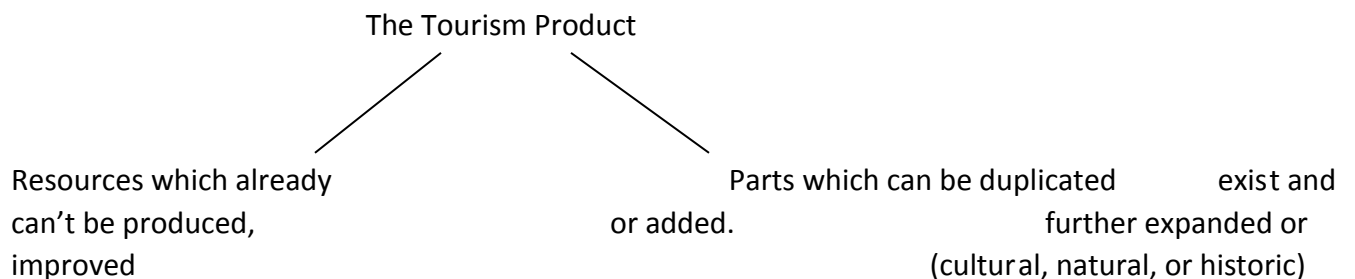 The Tourism Product
Resources which already Parts which can be duplicated exist and
can’t be produced, or added. further expanded or
improved (cultural, natural, or historic)